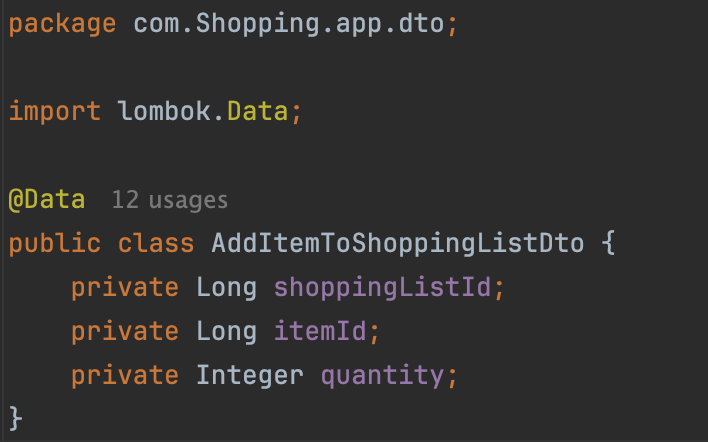 package com.Shopping.app.dto;
import lombok.Data;
@Data 12 usages
public class AddItemToShoppingListDto {
    private Long shoppingListId;
    private Long itemId;
    private Integer quantity;
}